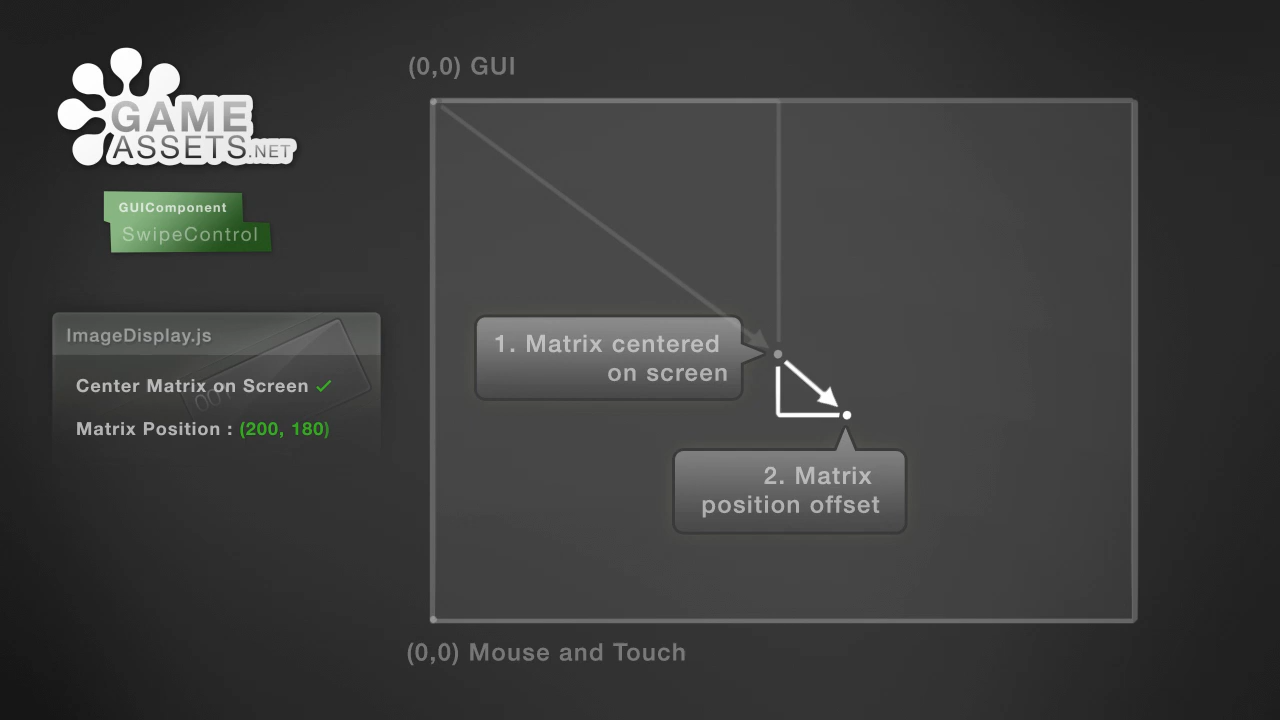 GAME
ASSETS.NET
GUIComponent
SwipeControl
ImageDisplay.js
001
Center Matrix on Screen ✓
Matrix Position : (200, 180)
(0,0) GUI
1. Matrix centered
on screen
2. Matrix
position offset
(0,0) Mouse and Touch